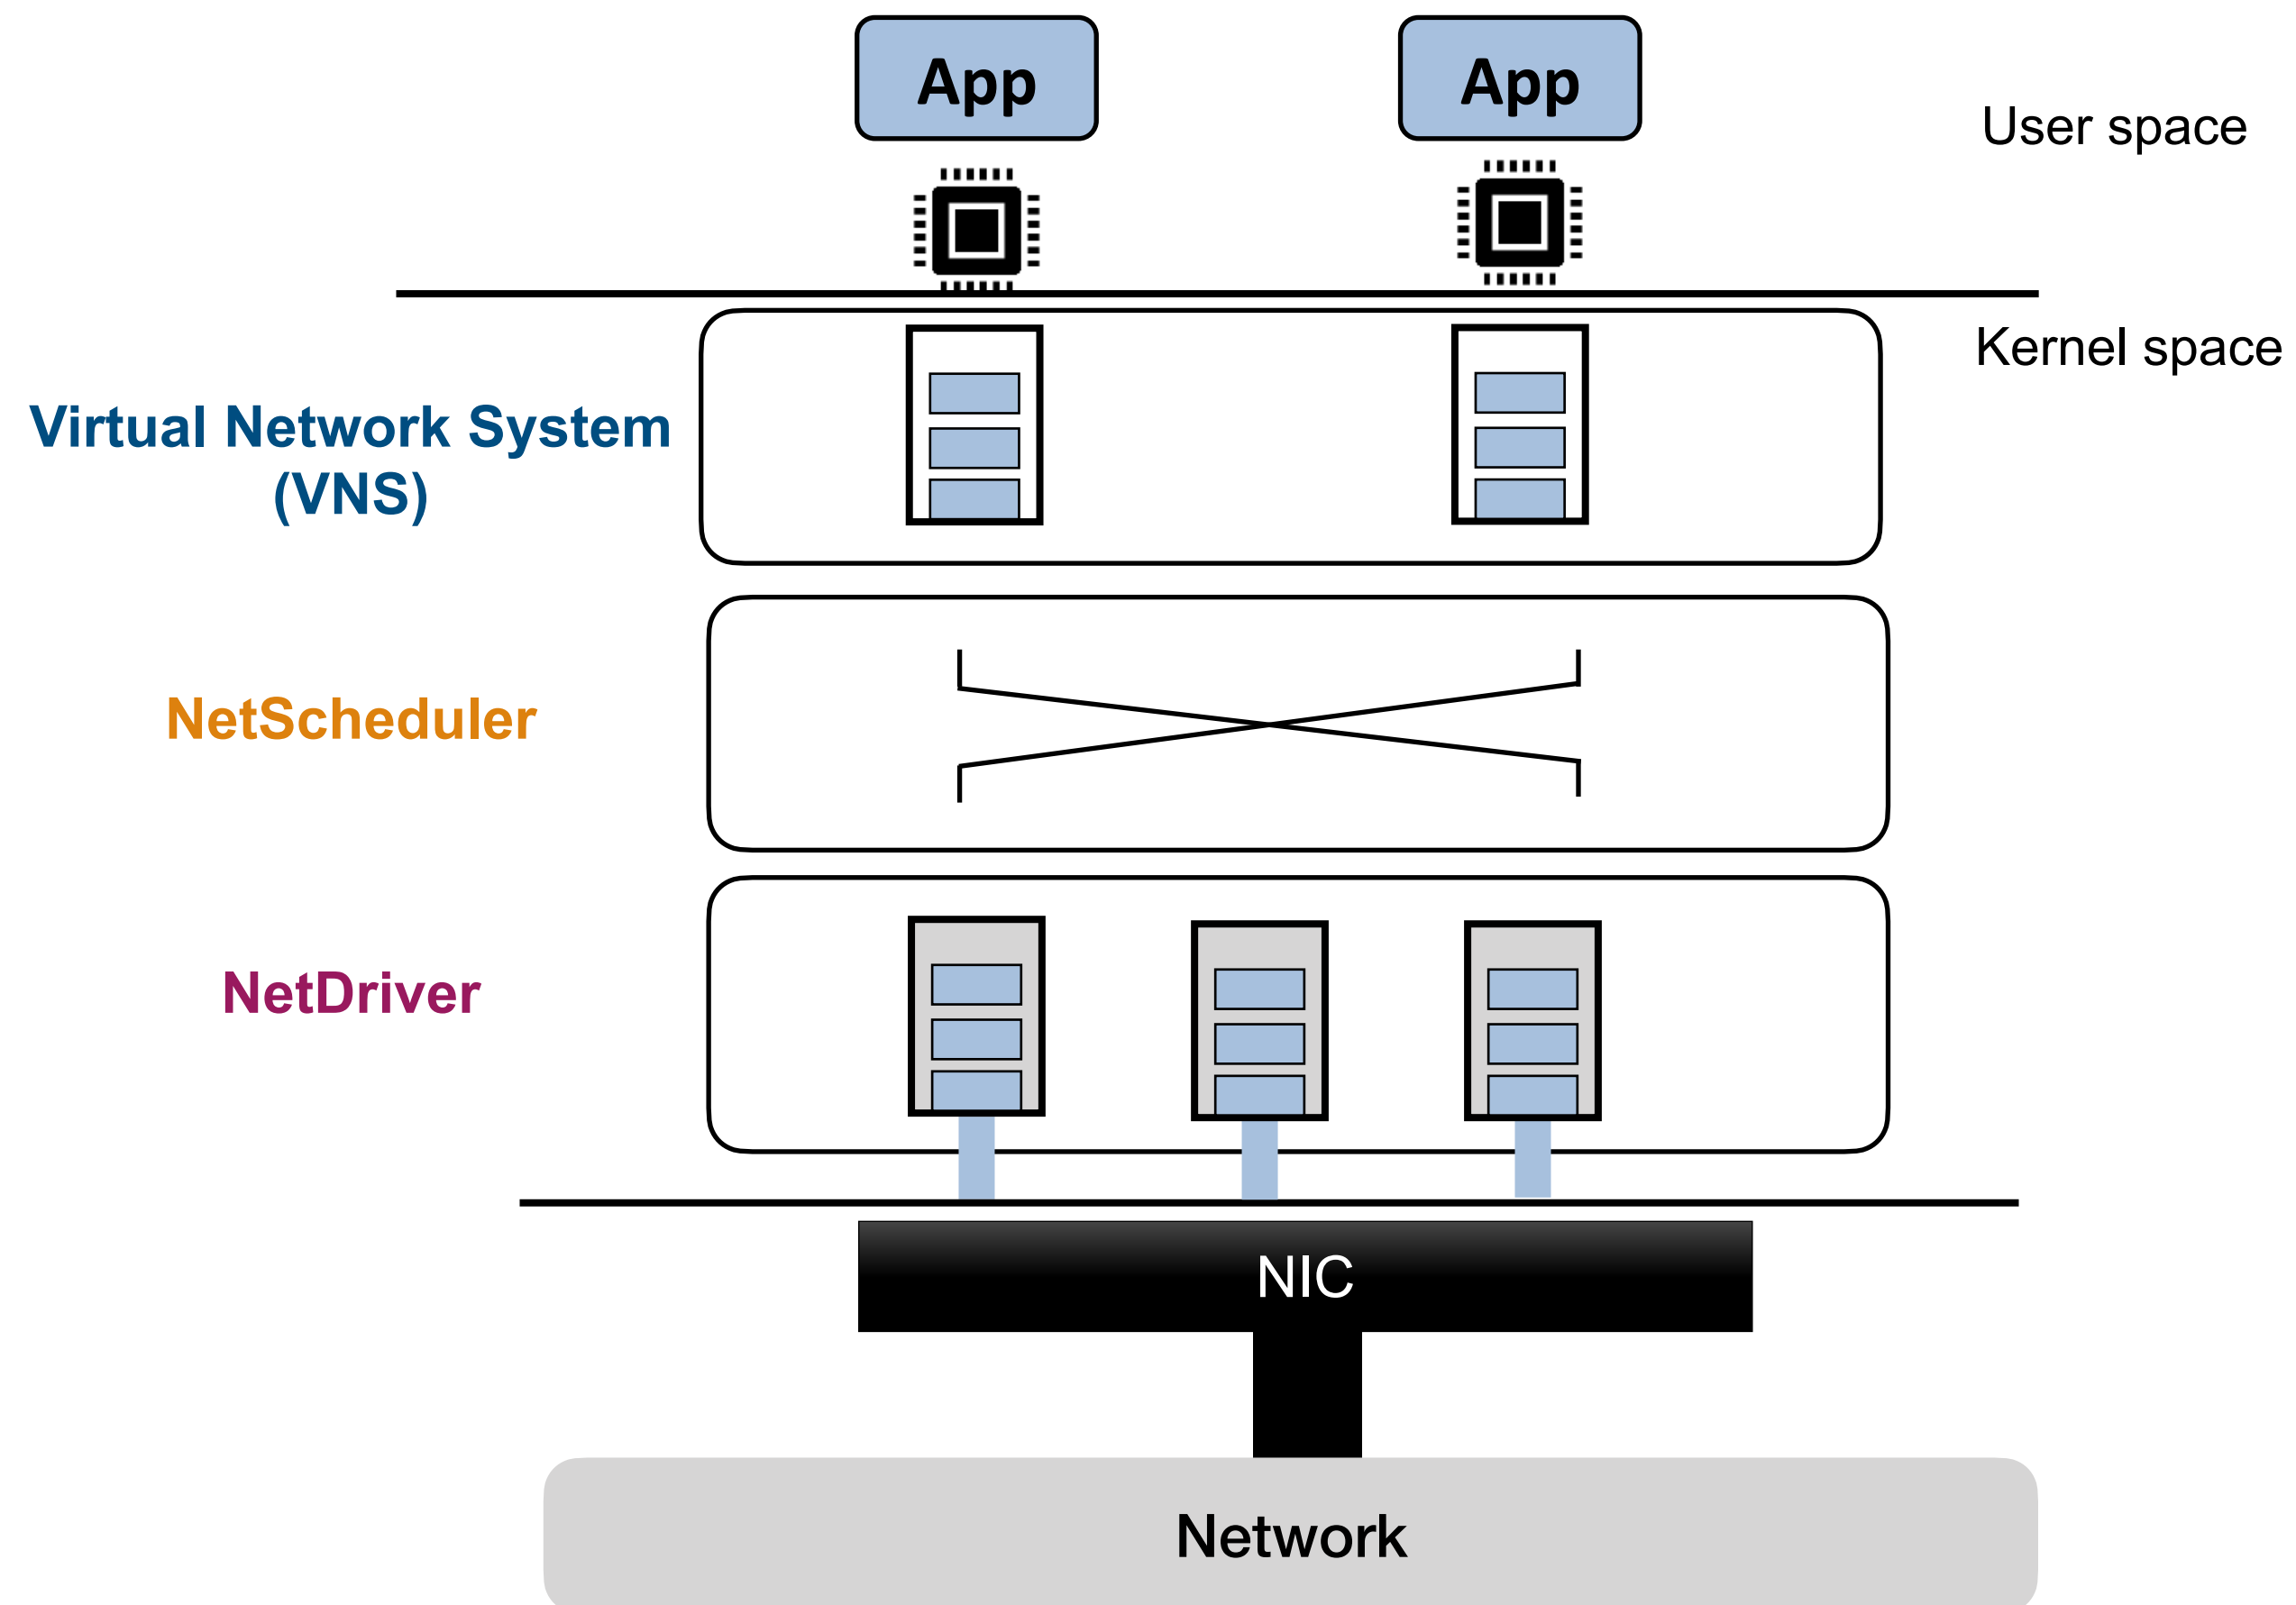 App
App
User space
Kernel space
Virtual Network System
(VNS)
NetScheduler
NetDriver
NIC
Network